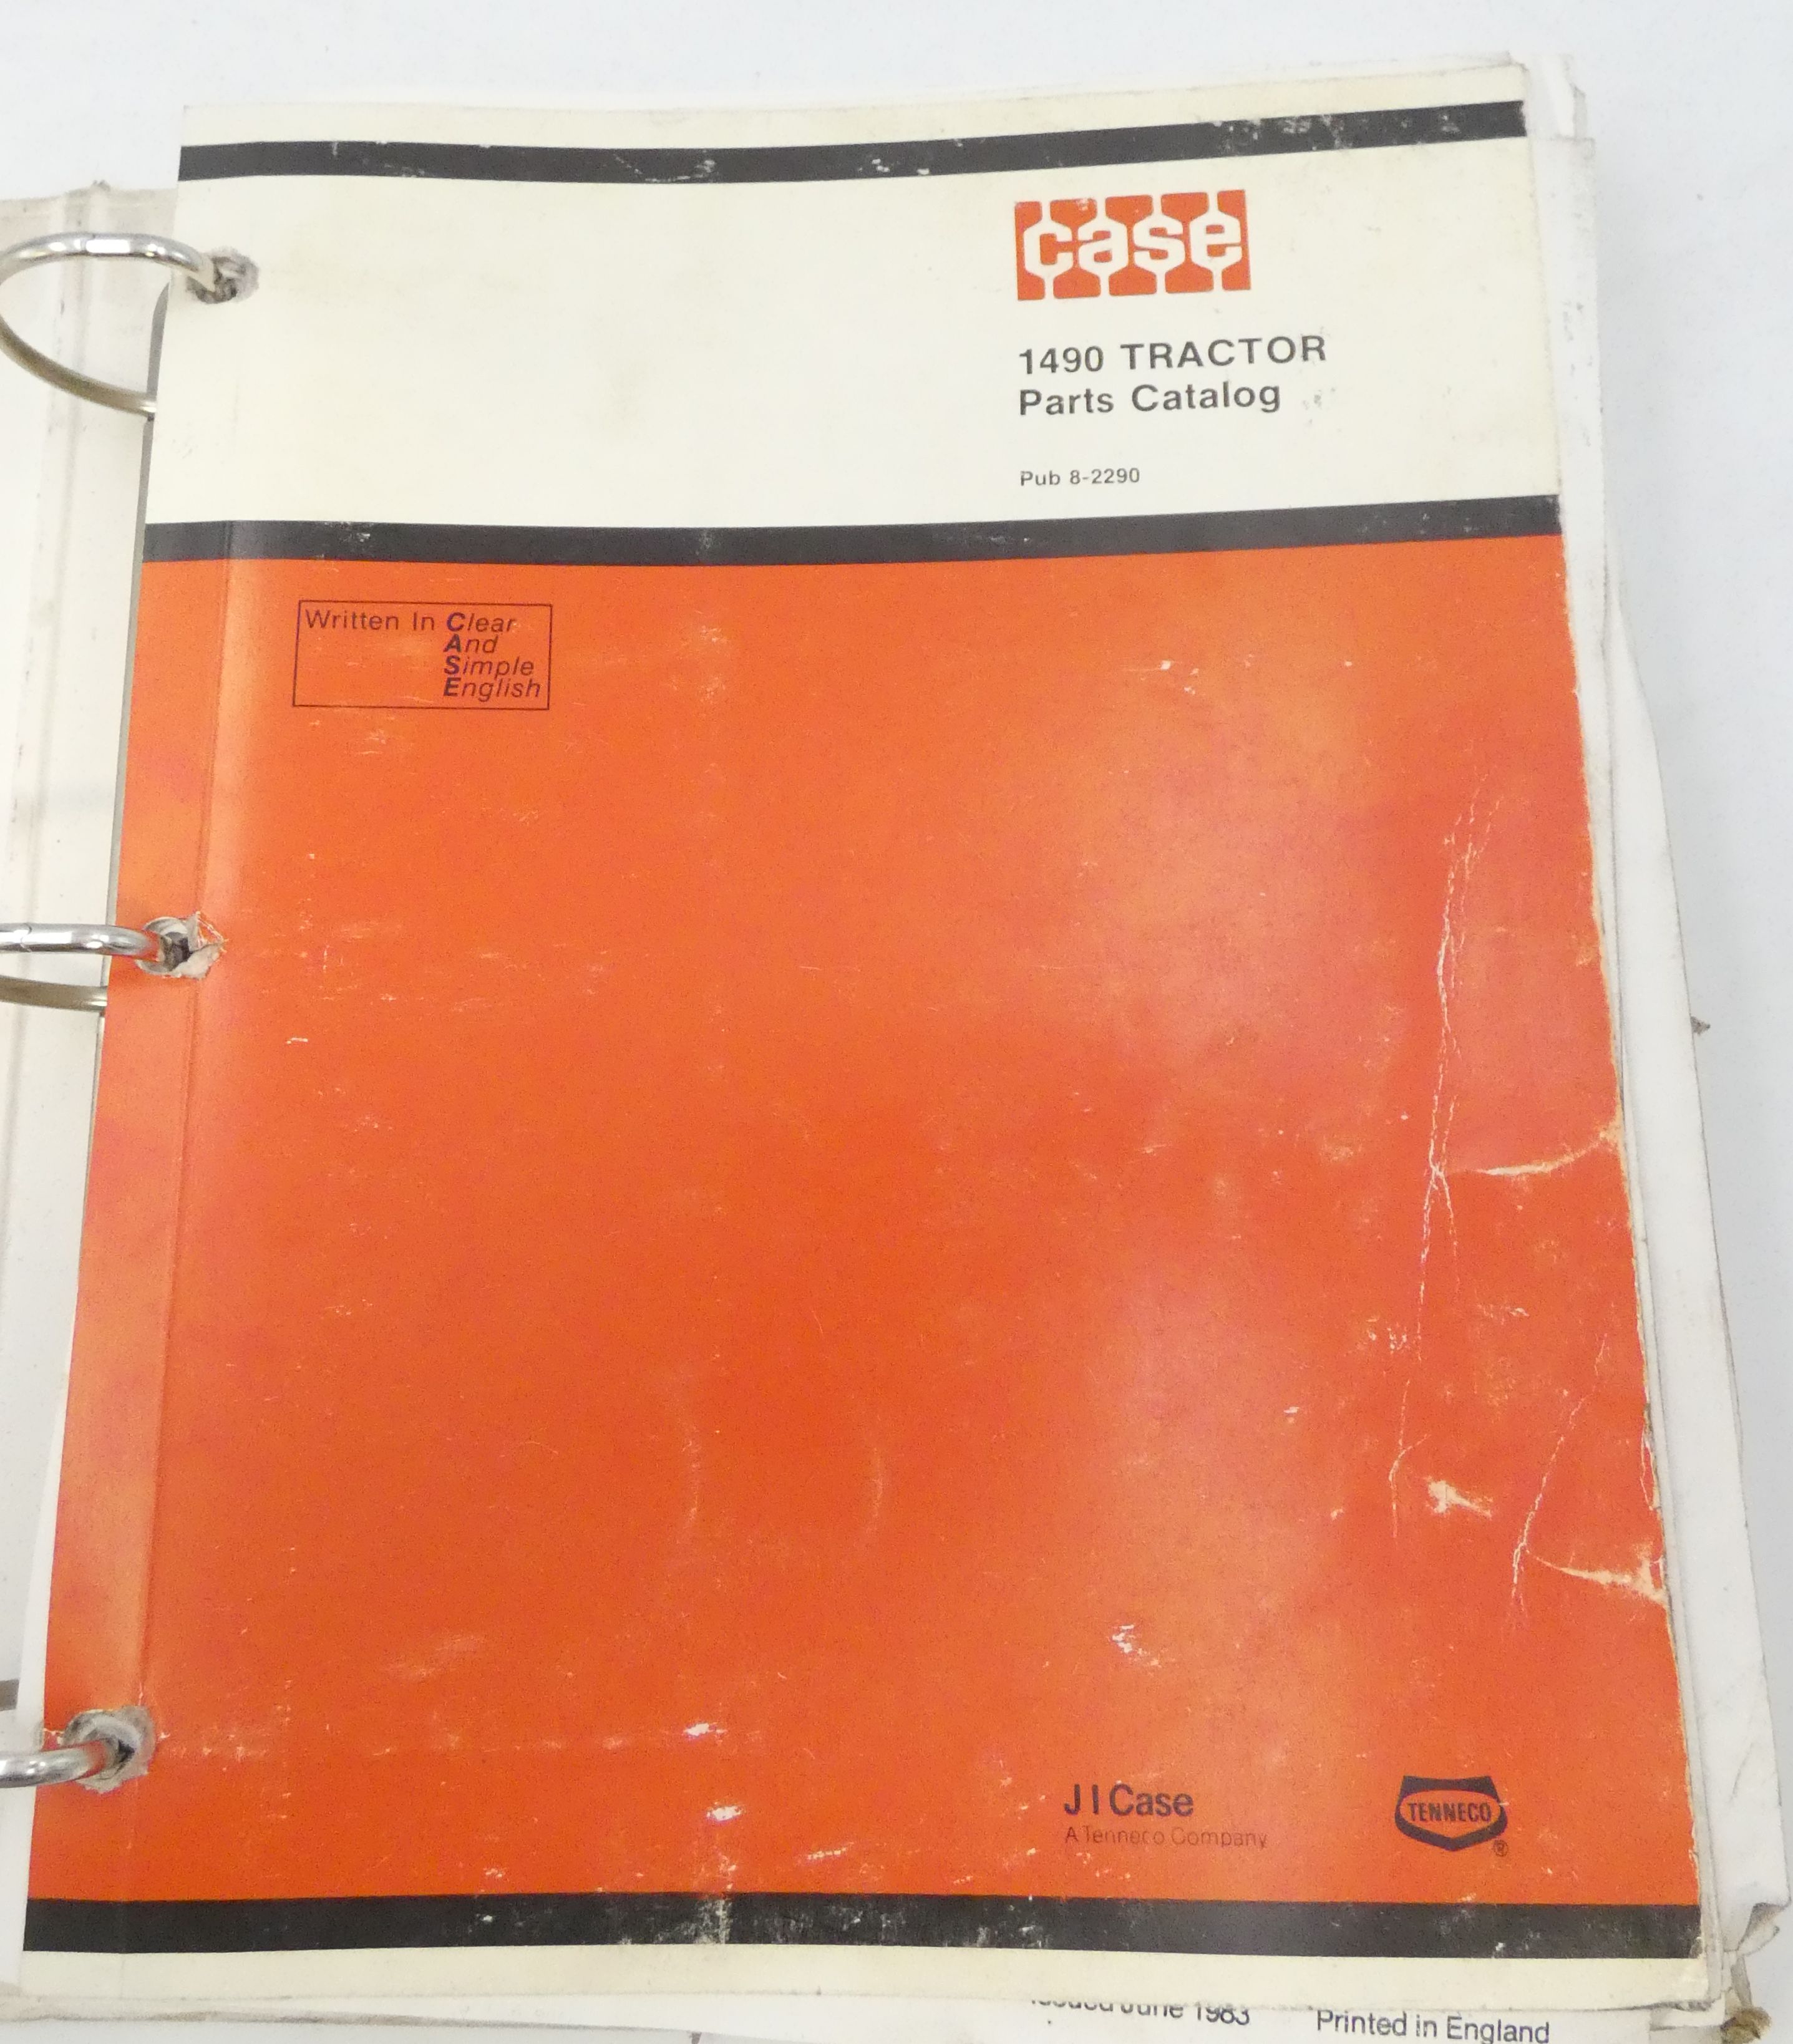 case
1490 TRACTOR
Parts Catalog
Pub 8-2290
Written In Clear
And
Simple
English
J I Case
A Tenneco Company
TENNECO
®
Issued June 1983 Printed in England